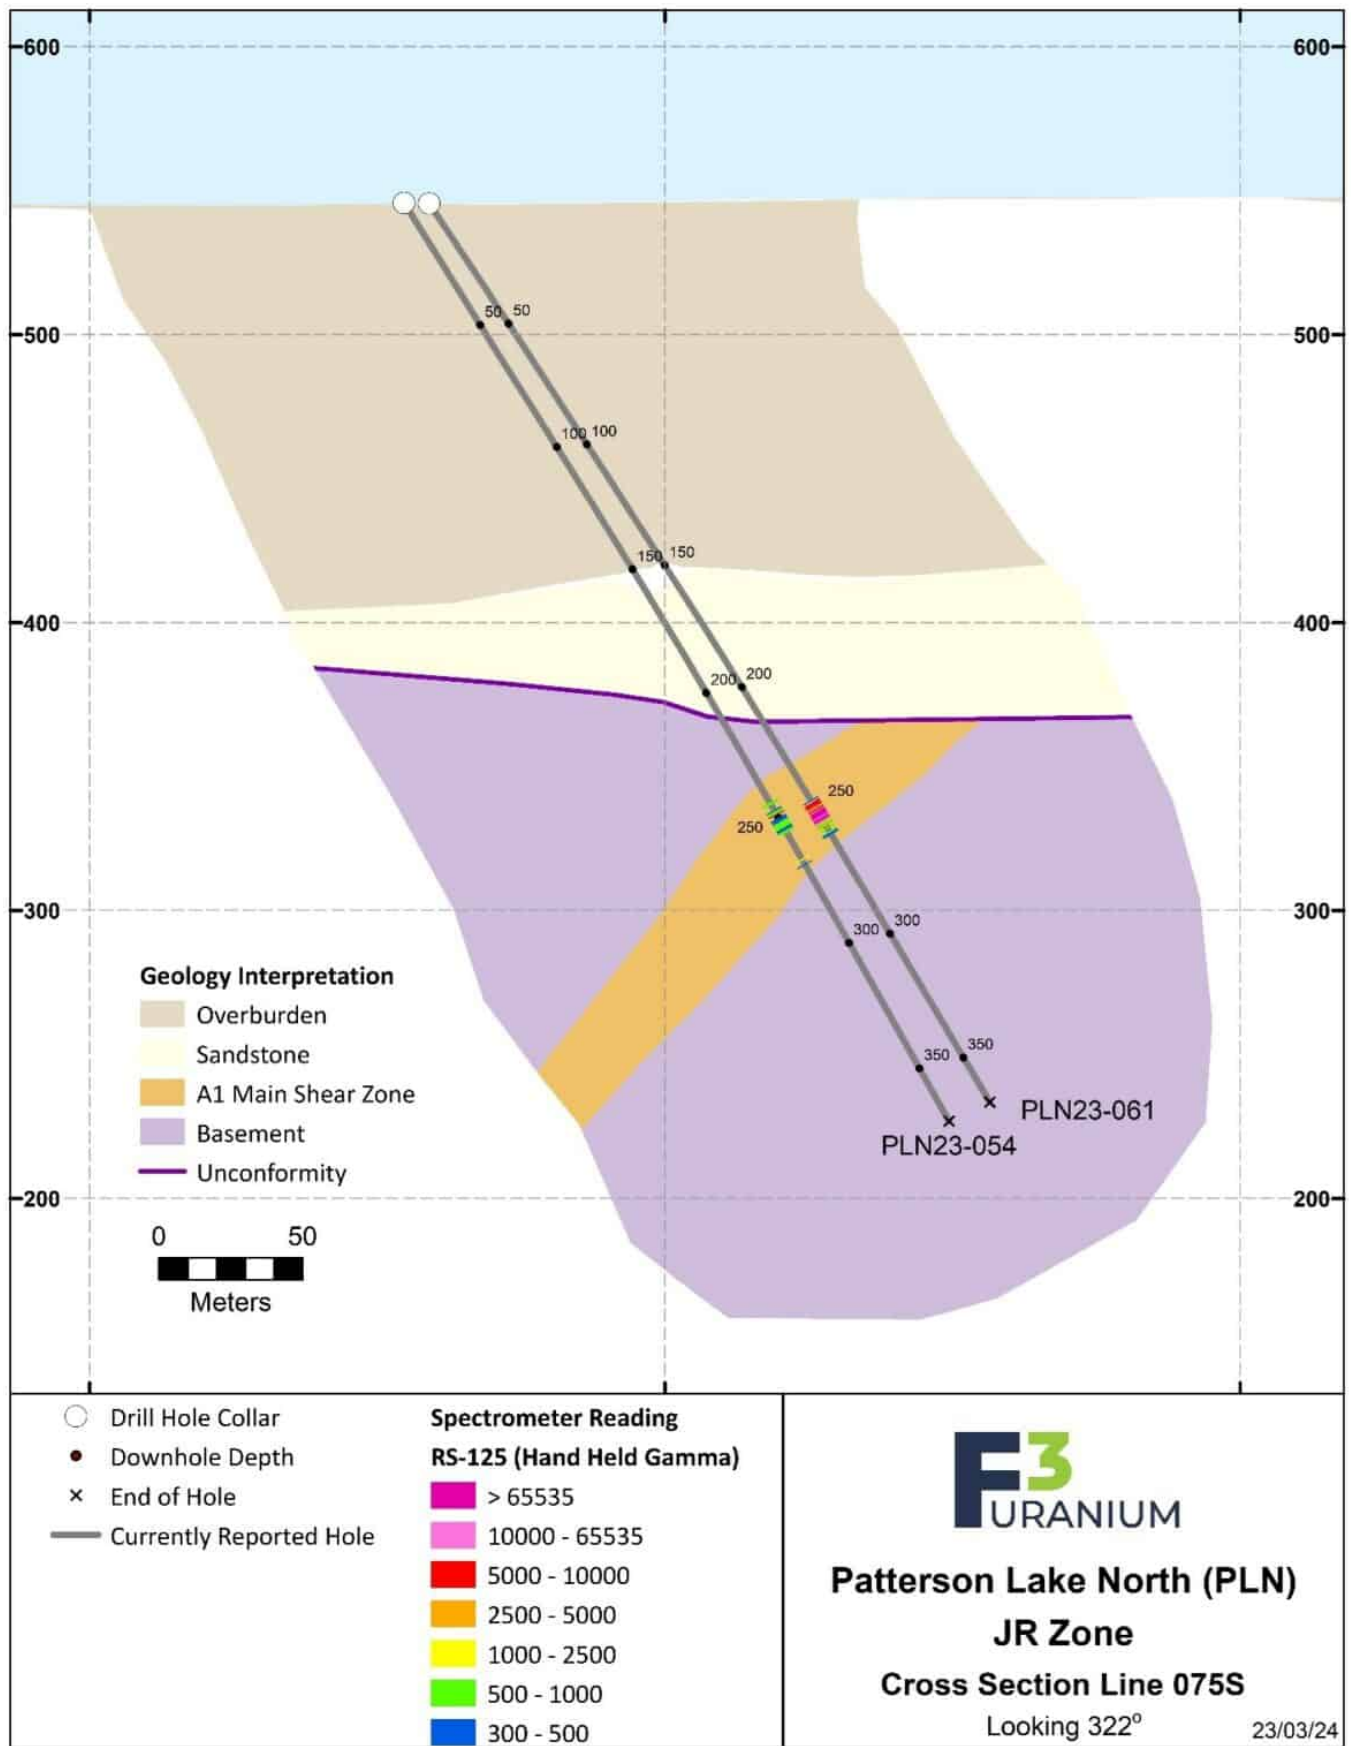 600
600
50
50
500
500
100
100
150
150
400
400
200
200
250
250
300
300
300
300
350
350
PLN23-061
PLN23-054
Geology Interpretation
Overburden
Sandstone
A1 Main Shear Zone
Basement
Unconformity
200
200
0 50
Meters
Drill Hole Collar
Downhole Depth
End of Hole
Currently Reported Hole
Spectrometer Reading
RS-125 (Hand Held Gamma)
> 65535
10000 - 65535
5000 - 10000
2500 - 5000
1000 - 2500
500 - 1000
300 - 500
F3
URANIUM
Patterson Lake North (PLN)
JR Zone
Cross Section Line 075S
Looking 322°
23/03/24